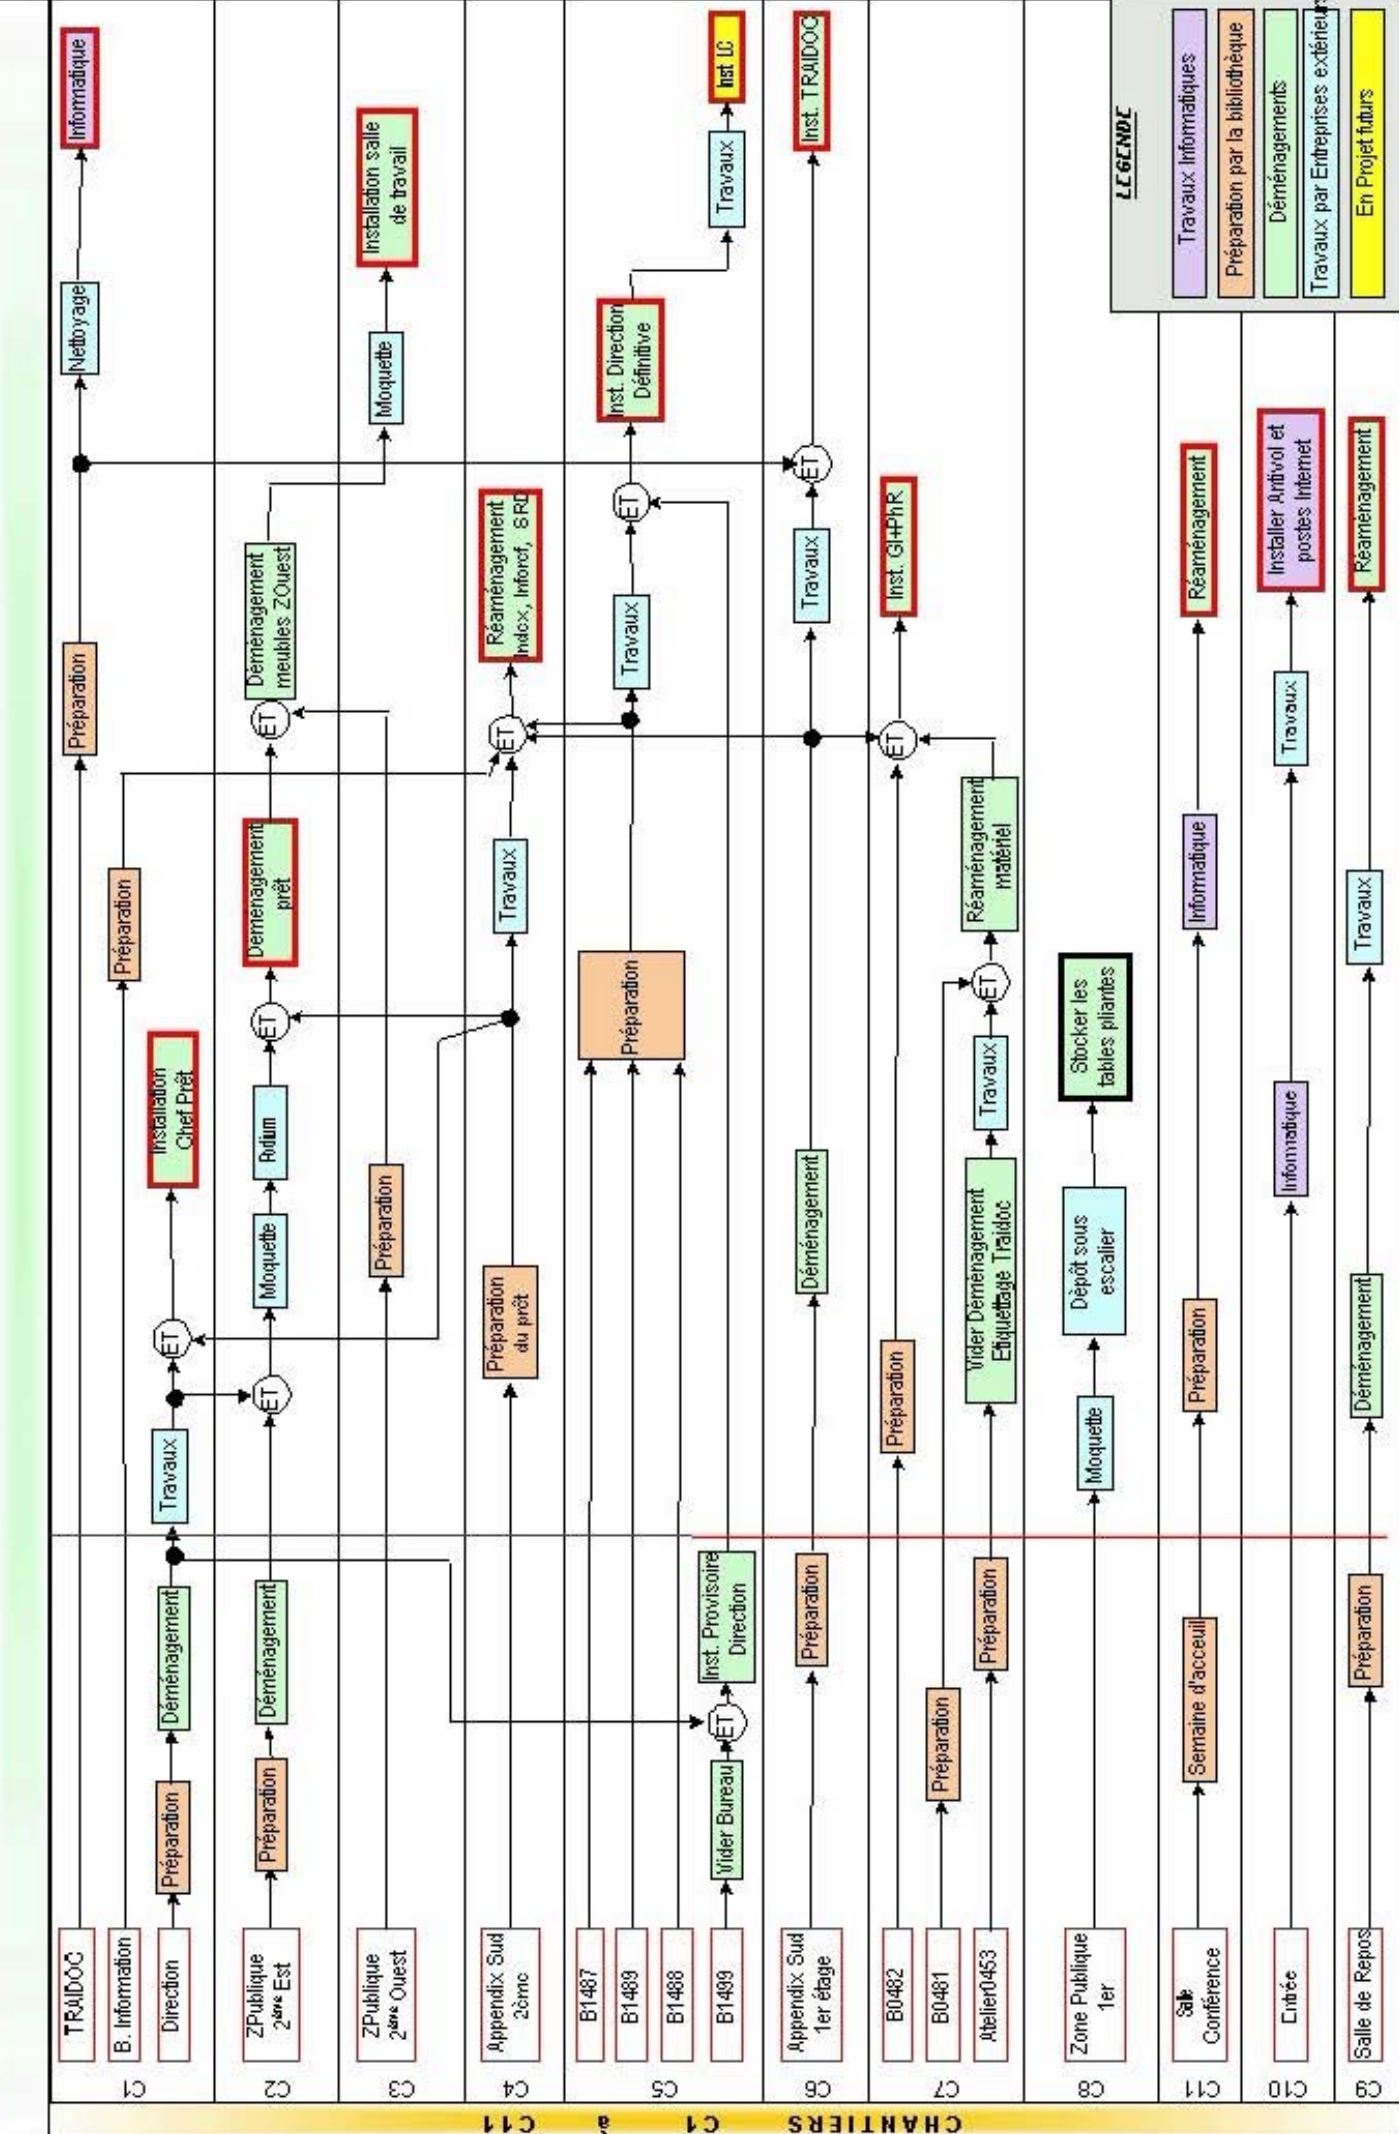 CHANTIERS C1 à C11
C1
TRAIDOC
Préparation
Nettoyage
Informatique
B. Information
Préparation
Direction
Préparation
Déménagement
Travaux
ET
Installation
Chef Prêt
C2
ZPublique
2ème Est
Préparation
Déménagement
ET
Moquette
ET
Déménagement
prêt
ET
Déménagement
meubles ZOuest
C3
ZPublique
2ème Ouest
Préparation
Moquette
Installation salle
de travail
C4
Appendix Sud
2ème
Préparation
du prêt
Travaux
ET
Réaménagement
Index, Inforef, SRD
C5
B1487
B1489
B1488
Préparation
Travaux
ET
Inst. Direction
Définitive
B1499
Vider Bureau
ET
Inst. Provisoire
Direction
Travaux
Inst LC
C6
Appendix Sud
1er étage
Préparation
Déménagement
Travaux
ET
Inst. TRAIDOC
C7
B0482
Préparation
ET
Inst. GI+PhR
B0481
Préparation
Atelier0453
Préparation
Vider Déménagement
Etiquettage Traidoc
Travaux
ET
Réaménagement
matériel
C8
Zone Publique
1er
Moquette
Dépôt sous
escalier
Stocker les
tables pliantes
C11
Salle
Conférence
Semaine d'acceuil
Préparation
Informatique
Réaménagement
C10
Entrée
Informatique
Travaux
Installer Antivol et
postes Internet
C9
Salle de Repos
Préparation
Déménagement
Travaux
Réaménagement
LEGENDE
Travaux Informatiques
Préparation par la bibliothèque
Déménagements
Travaux par Entreprises extérieurs
En Projet futurs